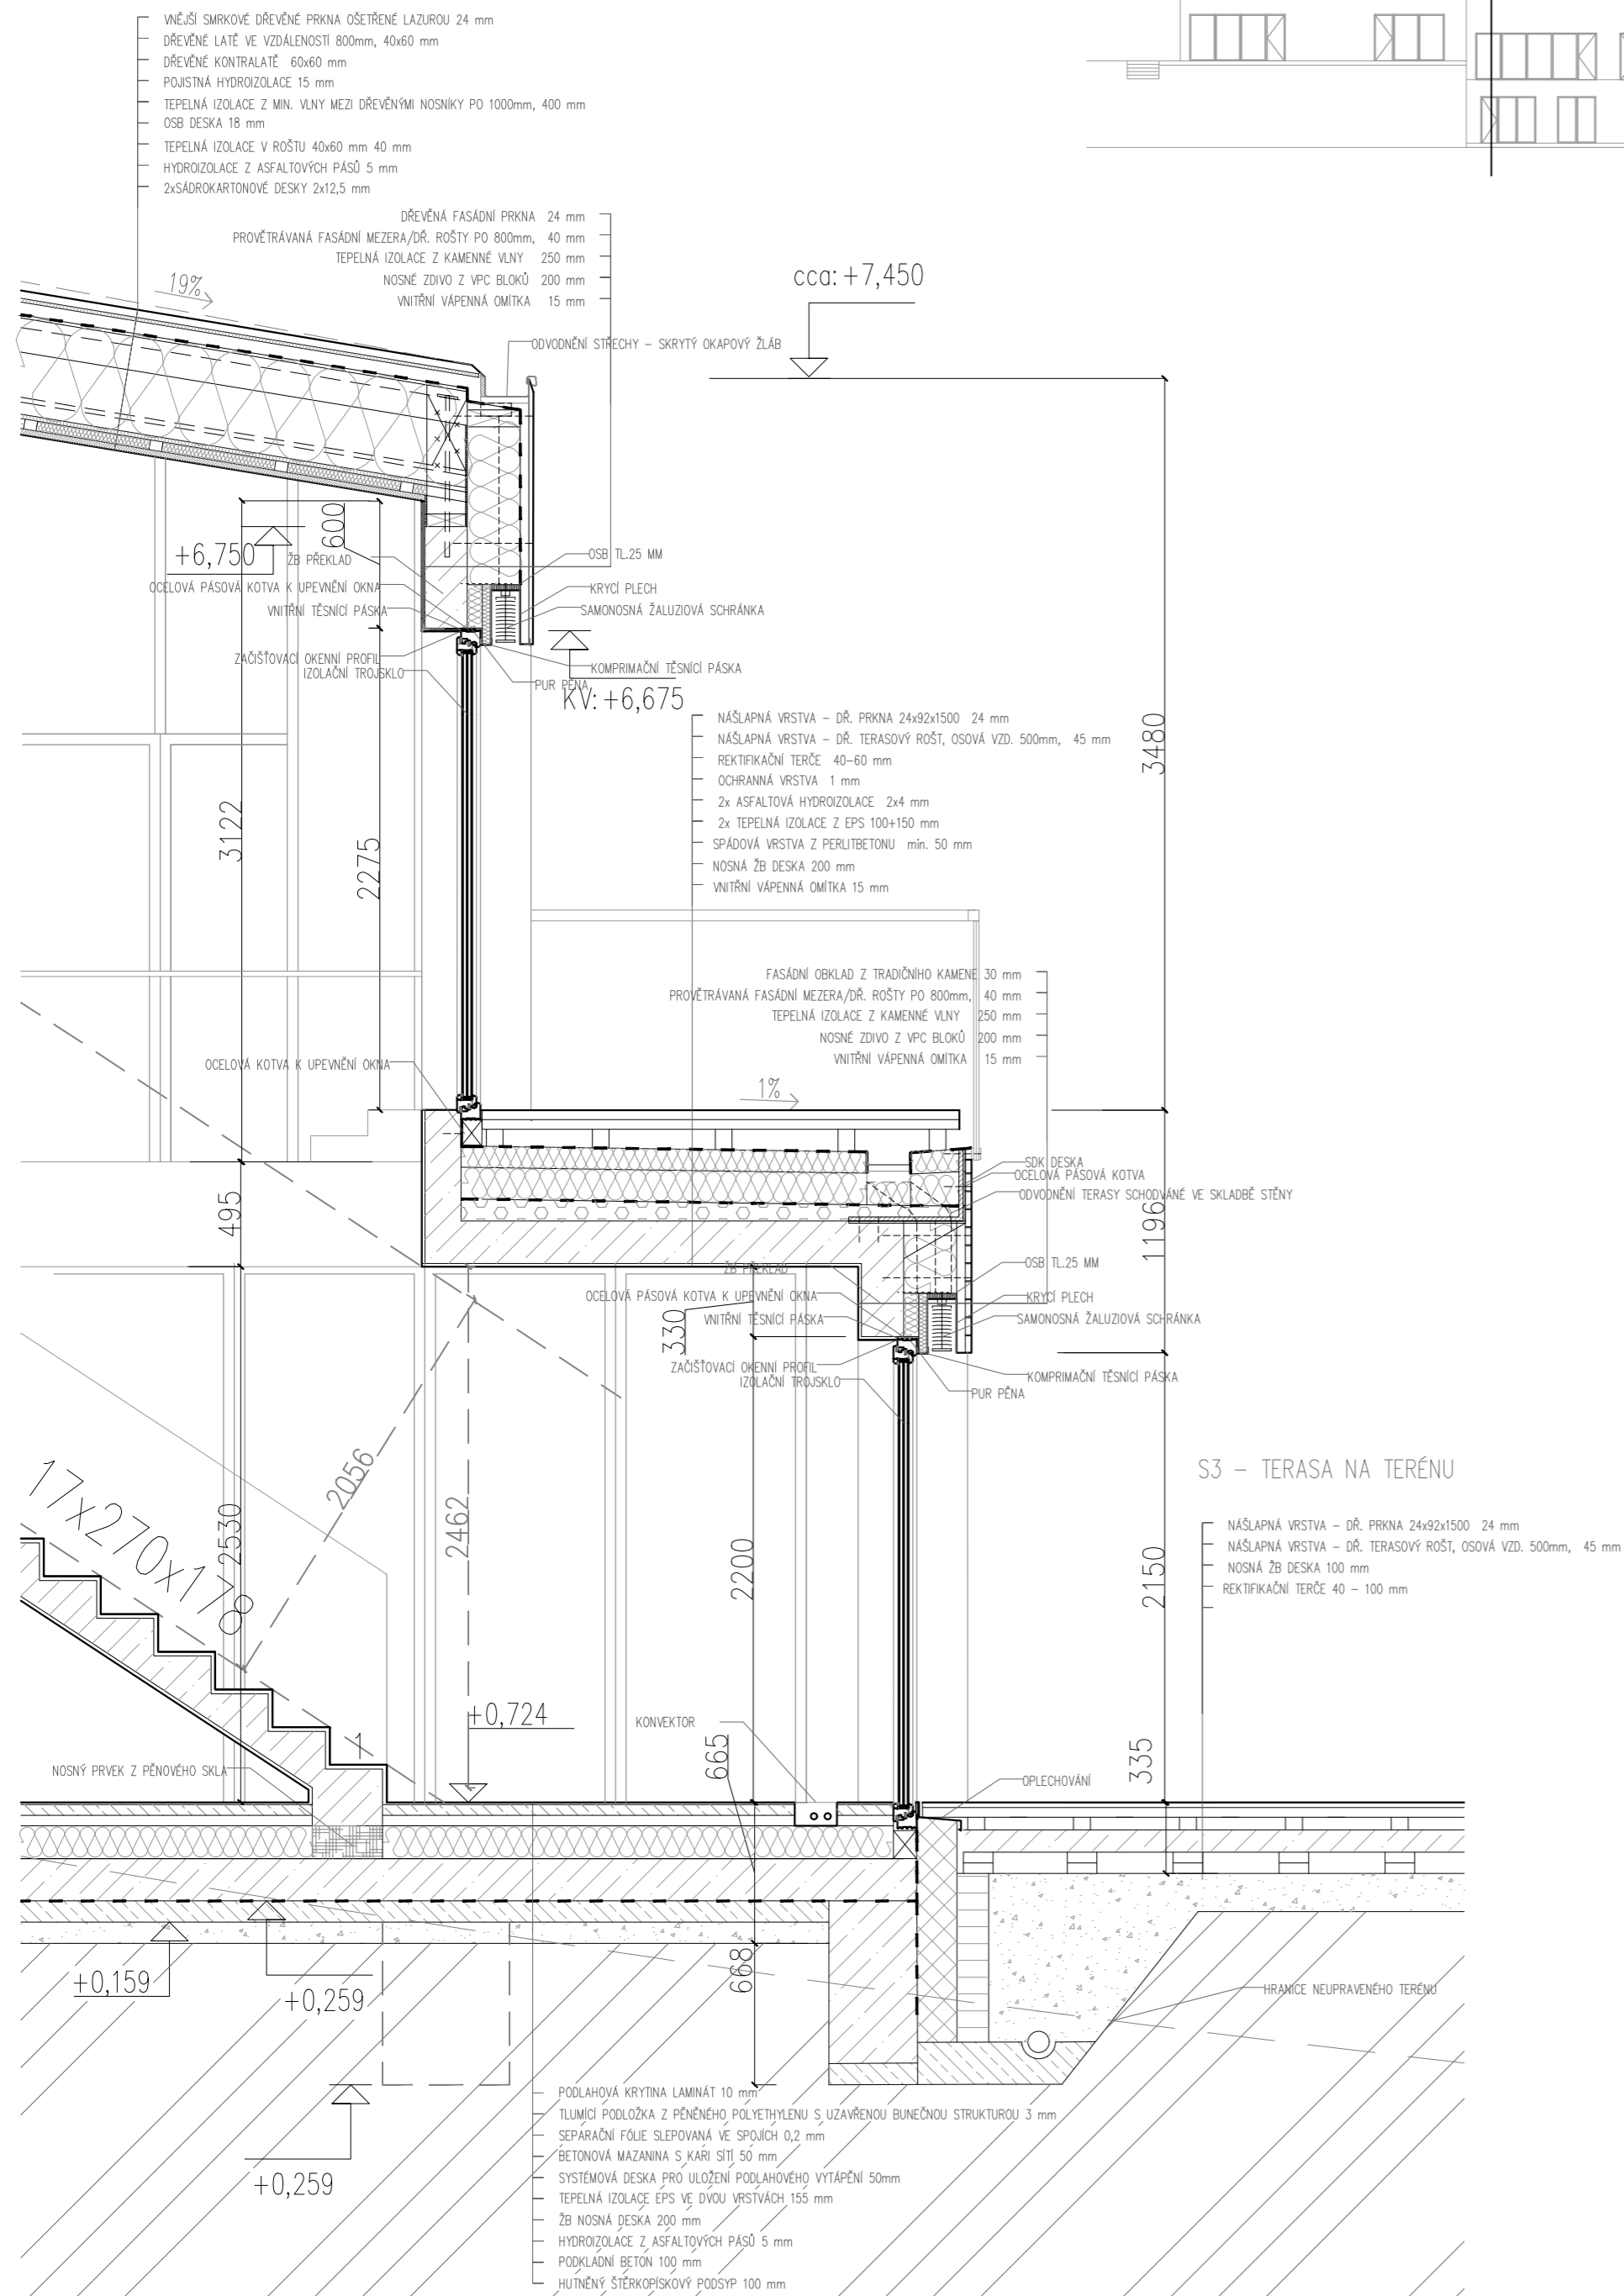 VNĚJŠÍ SMRKOVÉ DŘEVĚNÉ PRKNA OŠETŘENÉ LAZUROU 24 mm
DŘEVĚNÉ LATĚ VE VZDÁLENOSTÍ 800mm, 40x60 mm
DŘEVĚNÉ KONTRALATĚ 60x60 mm
POJISTNÁ HYDROIZOLACE 15 mm
TEPELNÁ IZOLACE Z MIN. VLNY MEZI DŘEVĚNÝMI NOSNÍKY PO 1000mm, 400 mm
OSB DESKA 18 mm
TEPELNÁ IZOLACE V ROŠTU 40x60 mm 40 mm
HYDROIZOLACE Z ASFALTOVÝCH PÁSŮ 5 mm
2xSÁDROKARTONOVÉ DESKY 2x12,5 mm
DŘEVĚNÁ FASÁDNÍ PRKNA 24 mm
PROVĚTRÁVANÁ FASÁDNÍ MEZERA/DŘ. ROŠTY PO 800mm, 40 mm
TEPELNÁ IZOLACE Z KAMENNÉ VLNY 250 mm
NOSNÉ ZDIVO Z VPC BLOKŮ 200 mm
VNITŘNÍ VÁPENNÁ OMÍTKA 15 mm
19%
cca: +7,450
ODVODNĚNÍ STŘECHY – SKRYTÝ OKAPOVÝ ŽLÁB
600
+6,750
ŽB PŘEKLAD
OCELOVÁ PÁSOVÁ KOTVA K UPEVNĚNÍ OKNA
VNITŘNÍ TĚSNÍCÍ PÁSKA
ZAČIŠŤOVACÍ OKENNÍ PROFIL
IZOLAČNÍ TROJSKLO
OSB TL.25 MM
KRYCÍ PLECH
SAMONOSNÁ ŽALUZIOVÁ SCHRÁNKA
KOMPRIMAČNÍ TĚSNÍCÍ PÁSKA
PUR PĚNA
KV: +6,675
NÁŠLAPNÁ VRSTVA – DŘ. PRKNA 24x92x1500 24 mm
NÁŠLAPNÁ VRSTVA – DŘ. TERASOVÝ ROŠT, OSOVÁ VZD. 500mm, 45 mm
REKTIFIKAČNÍ TERČE 40-60 mm
OCHRANNÁ VRSTVA 1 mm
2x ASFALTOVÁ HYDROIZOLACE 2x4 mm
2x TEPELNÁ IZOLACE Z EPS 100+150 mm
SPÁDOVÁ VRSTVA Z PERLITBETONU min. 50 mm
NOSNÁ ŽB DESKA 200 mm
VNITŘNÍ VÁPENNÁ OMÍTKA 15 mm
3480
3122
2275
FASÁDNÍ OBKLAD Z TRADIČNÍHO KAMENE 30 mm
PROVĚTRÁVANÁ FASÁDNÍ MEZERA/DŘ. ROŠTY PO 800mm, 40 mm
TEPELNÁ IZOLACE Z KAMENNÉ VLNY 250 mm
NOSNÉ ZDIVO Z VPC BLOKŮ 200 mm
VNITŘNÍ VÁPENNÁ OMÍTKA 15 mm
OCELOVÁ KOTVA K UPEVNĚNÍ OKNA
1%
SDK DESKA
OCELOVÁ PÁSOVÁ KOTVA
ODVODNĚNÍ TERASY SCHODVÁNÉ VE SKLADBĚ STĚNY
495
1196
ŽB PŘEKLAD
OCELOVÁ PÁSOVÁ KOTVA K UPEVNĚNÍ OKNA
VNITŘNÍ TĚSNÍCÍ PÁSKA
330
ZAČIŠŤOVACÍ OKENNÍ PROFIL
IZOLAČNÍ TROJSKLO
OSB TL.25 MM
KRYCÍ PLECH
SAMONOSNÁ ŽALUZIOVÁ SCHRÁNKA
KOMPRIMAČNÍ TĚSNÍCÍ PÁSKA
PUR PĚNA
S3 – TERASA NA TERÉNU
NÁŠLAPNÁ VRSTVA – DŘ. PRKNA 24x92x1500 24 mm
NÁŠLAPNÁ VRSTVA – DŘ. TERASOVÝ ROŠT, OSOVÁ VZD. 500mm, 45 mm
NOSNÁ ŽB DESKA 100 mm
REKTIFIKAČNÍ TERČE 40 – 100 mm
17x270x178
2530
2056
2462
2200
2150
+0,724
KONVEKTOR
665
335
1
NOSNÝ PRVEK Z PĚNOVÉHO SKLA
OPLECHOVÁNÍ
+0,159
+0,259
668
HRANICE NEUPRAVENÉHO TERÉNU
+0,259
PODLAHOVÁ KRYTINA LAMINÁT 10 mm
TLUMÍCÍ PODLOŽKA Z PĚNĚNÉHO POLYETHYLENU S UZAVŘENOU BUNEČNOU STRUKTUROU 3 mm
SEPARAČNÍ FÓLIE SLEPOVANÁ VE SPOJÍCH 0,2 mm
BETONOVÁ MAZANINA S KARI SÍTÍ 50 mm
SYSTÉMOVÁ DESKA PRO ULOŽENÍ PODLAHOVÉHO VYTÁPĚNÍ 50mm
TEPELNÁ IZOLACE EPS VE DVOU VRSTVÁCH 155 mm
ŽB NOSNÁ DESKA 200 mm
HYDROIZOLACE Z ASFALTOVÝCH PÁSŮ 5 mm
PODKLADNÍ BETON 100 mm
HUTNĚNÝ ŠTĚRKOPÍSKOVÝ PODSYP 100 mm